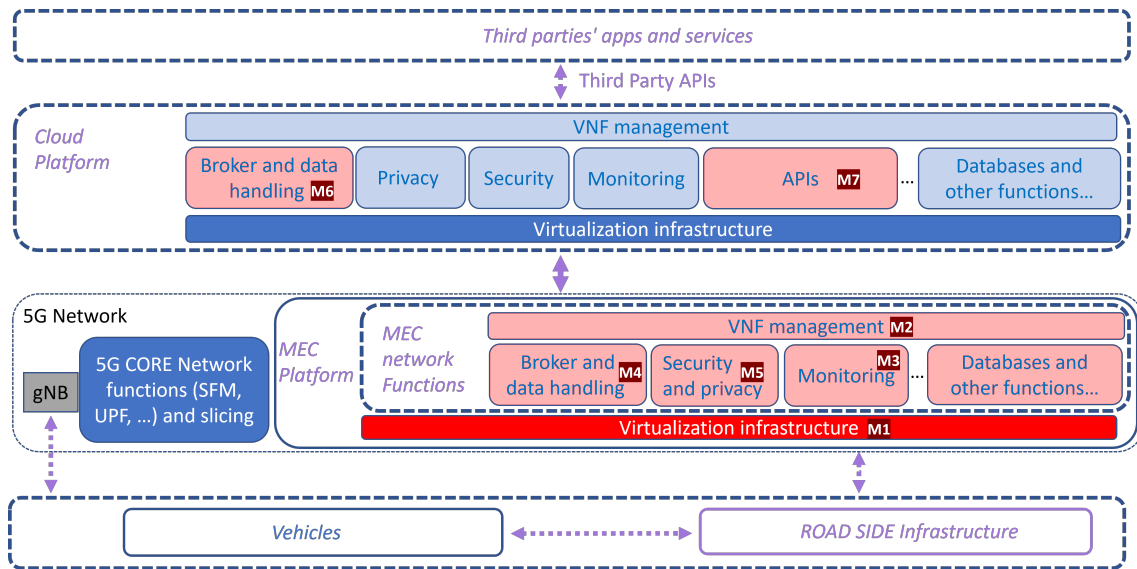 Third parties' apps and services
Third Party APIs
Cloud
Platform
VNF management
Broker and data
handling M6
Privacy
Security
Monitoring
APIs M7
...
Databases and
other functions...
Virtualization infrastructure
5G Network
gNB
5G CORE Network
functions (SFM,
UPF, ...) and slicing
MEC
Platform
MEC
network
Functions
VNF management M2
Broker and
data handling M4
Security
and privacy M5
Monitoring M3
...
Databases and
other functions...
Virtualization infrastructure M1
Vehicles
ROAD SIDE Infrastructure